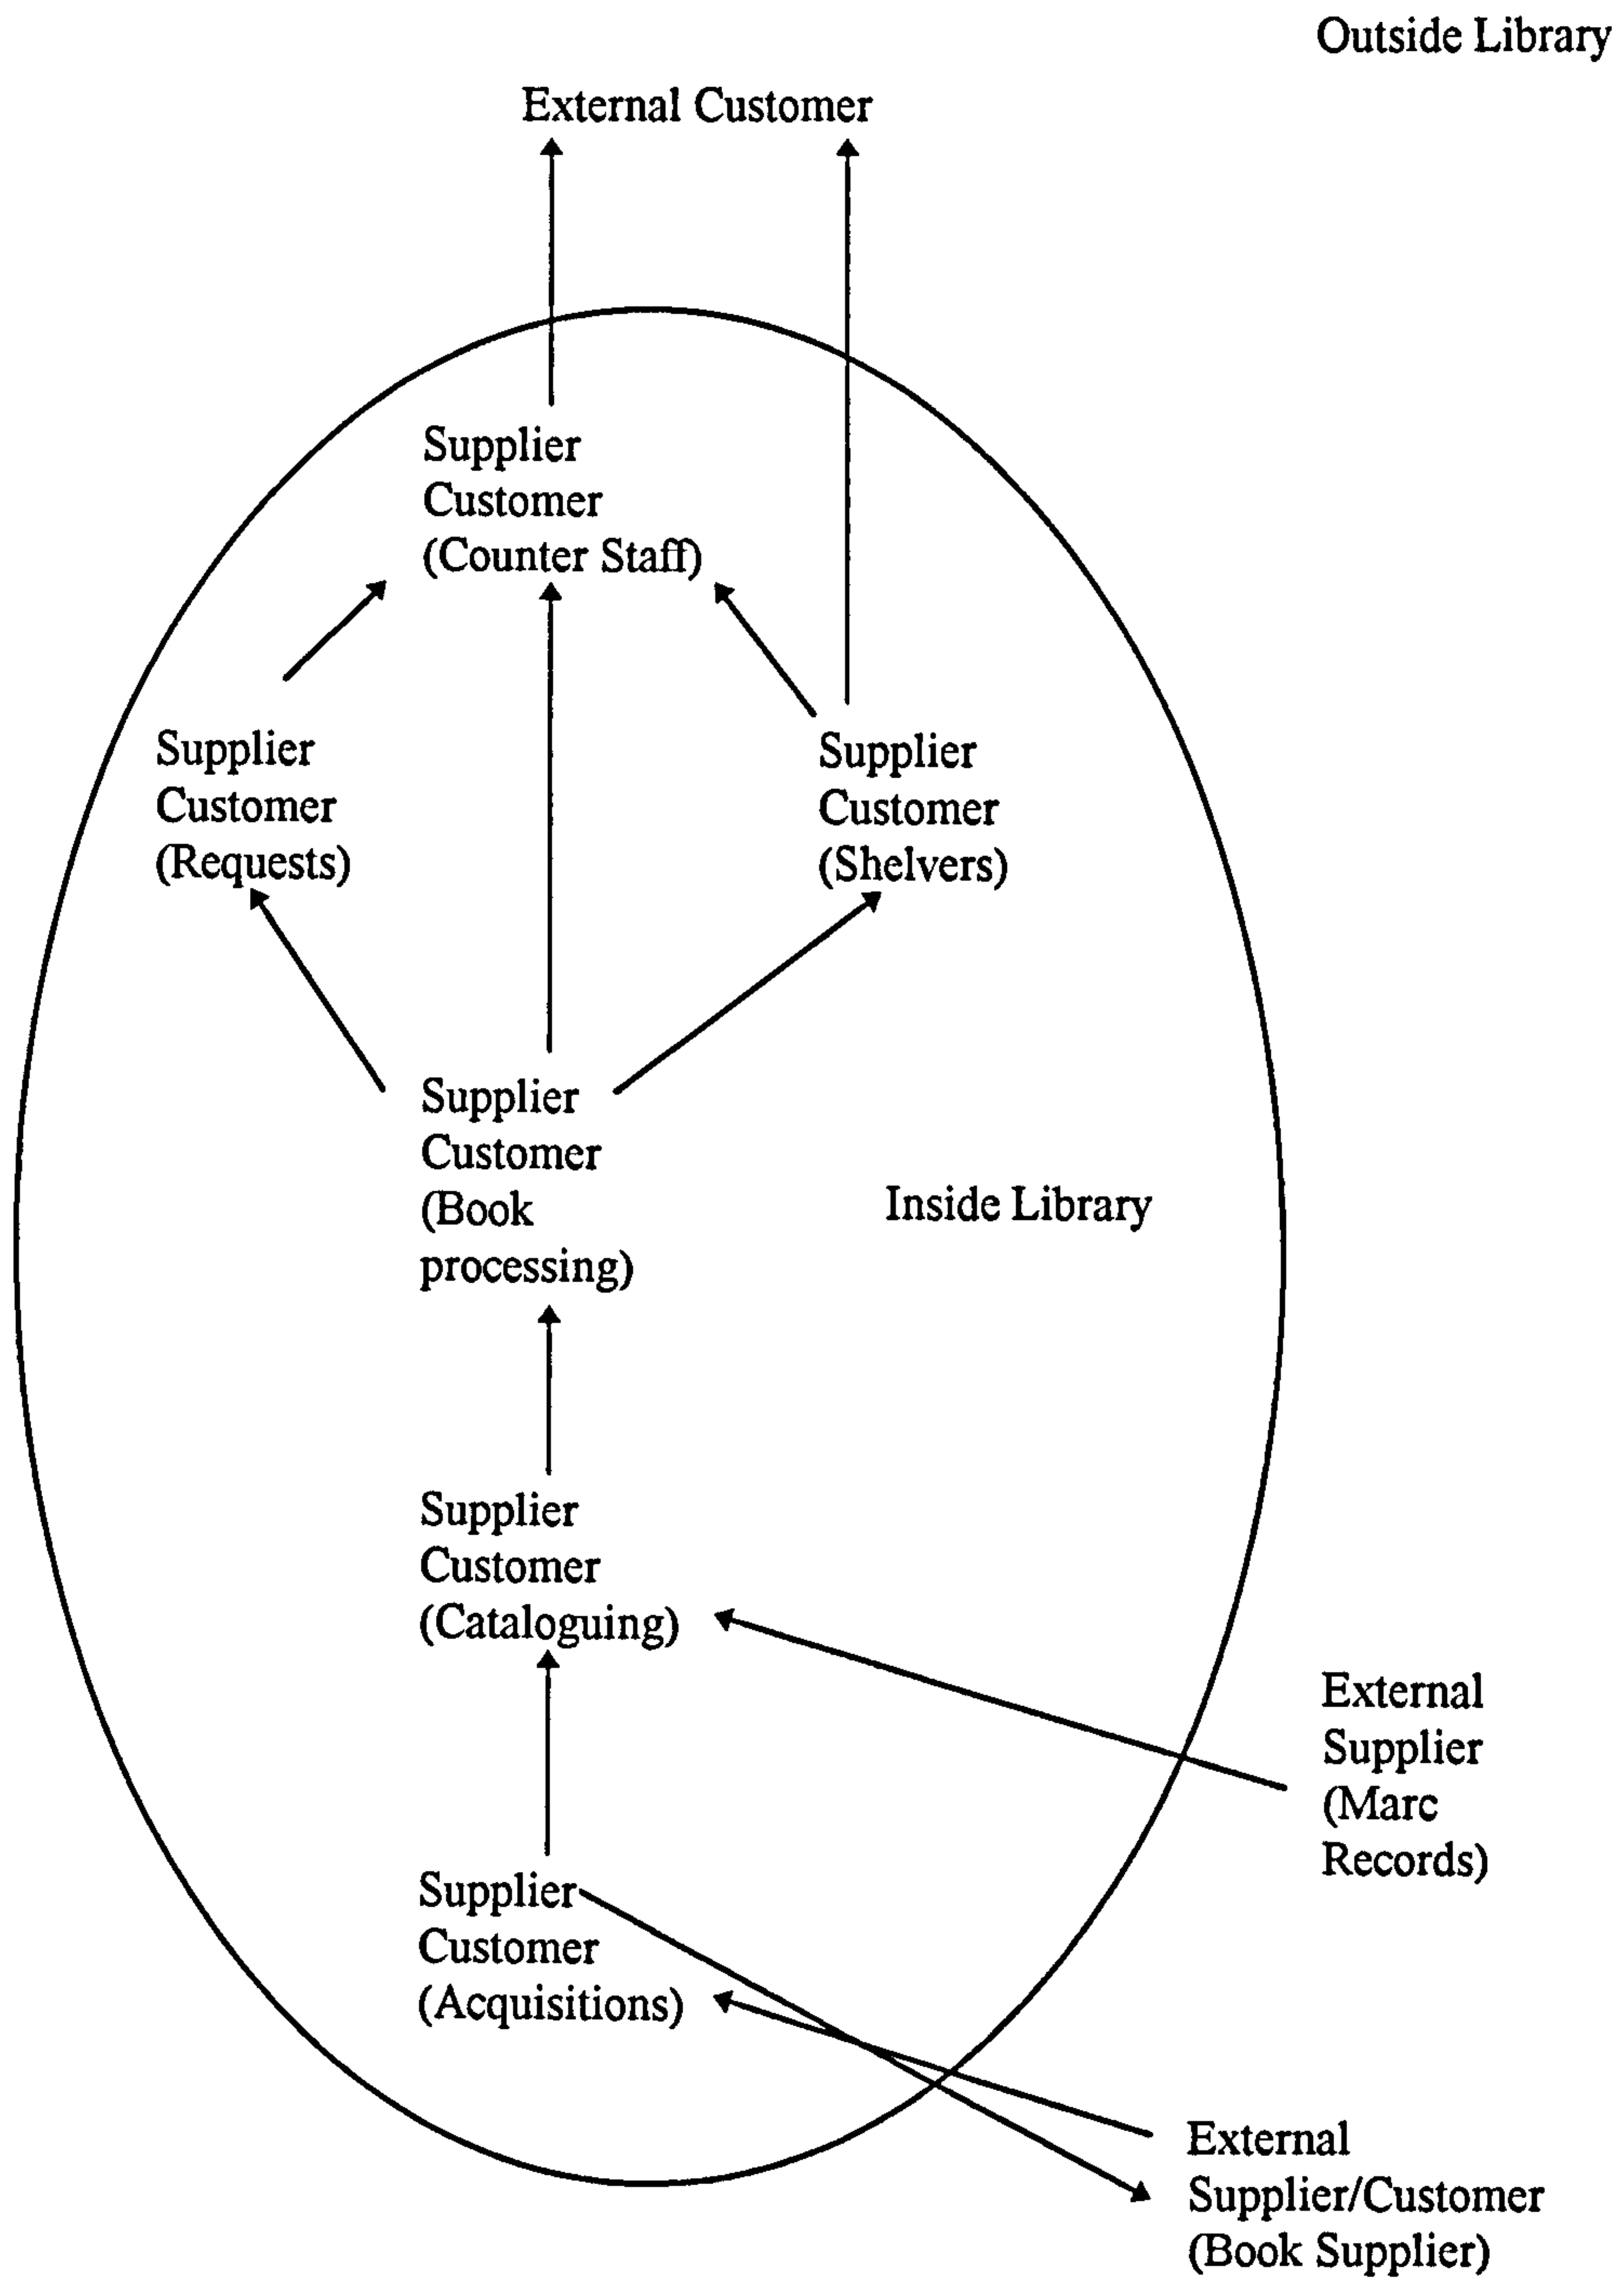 Outside Library
External Customer
Supplier
Customer
(Counter Staff)
Supplier
Customer
(Requests)
Supplier
Customer
(Shelvers)
Supplier
Customer
(Book
processing)
Inside Library
Supplier
Customer
(Cataloguing)
External
Supplier
(Marc
Records)
Supplier
Customer
(Acquisitions)
External
Supplier/Customer
(Book Supplier)